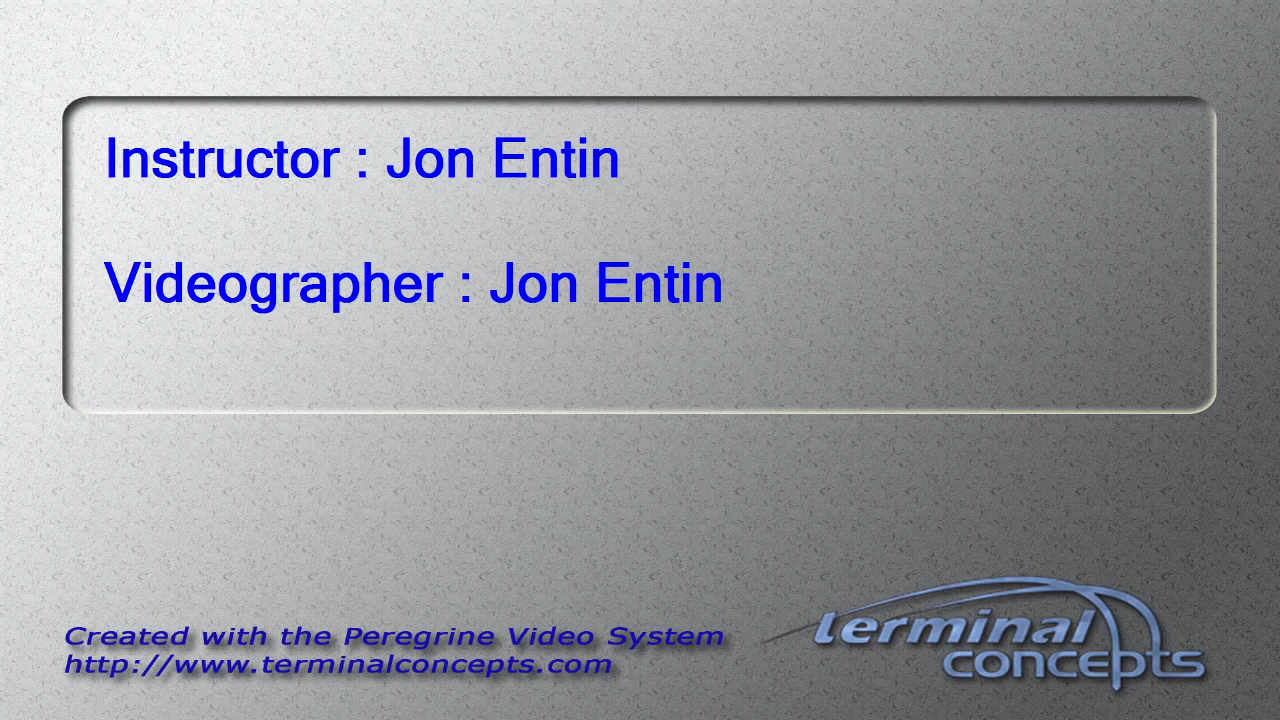 Instructor : Jon Entin
Videographer : Jon Entin
Created with the Peregrine Video System
http://www.terminalconcepts.com
terminal
concepts